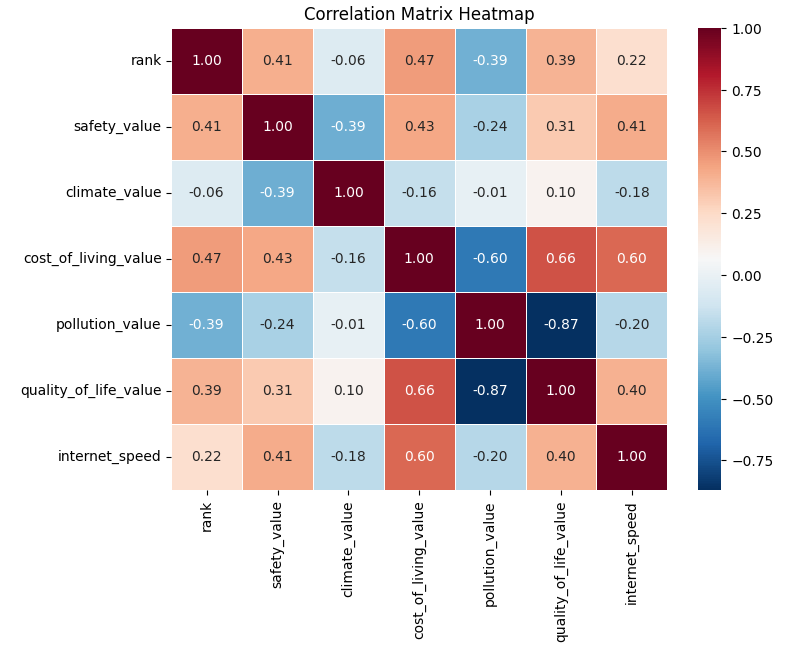 Correlation Matrix Heatmap
rank 1.00 0.41 -0.06 0.47 -0.39 0.39 0.22
safety_value 0.41 1.00 -0.39 0.43 -0.24 0.31 0.41
climate_value -0.06 -0.39 1.00 -0.16 -0.01 0.10 -0.18
cost_of_living_value 0.47 0.43 -0.16 1.00 -0.60 0.66 0.60
pollution_value -0.39 -0.24 -0.01 -0.60 1.00 -0.87 -0.20
quality_of_life_value 0.39 0.31 0.10 0.66 -0.87 1.00 0.40
internet_speed 0.22 0.41 -0.18 0.60 -0.20 0.40 1.00
rank
safety_value
climate_value
cost_of_living_value
pollution_value
quality_of_life_value
internet_speed
1.00
0.75
0.50
0.25
0.00
−0.25
−0.50
−0.75